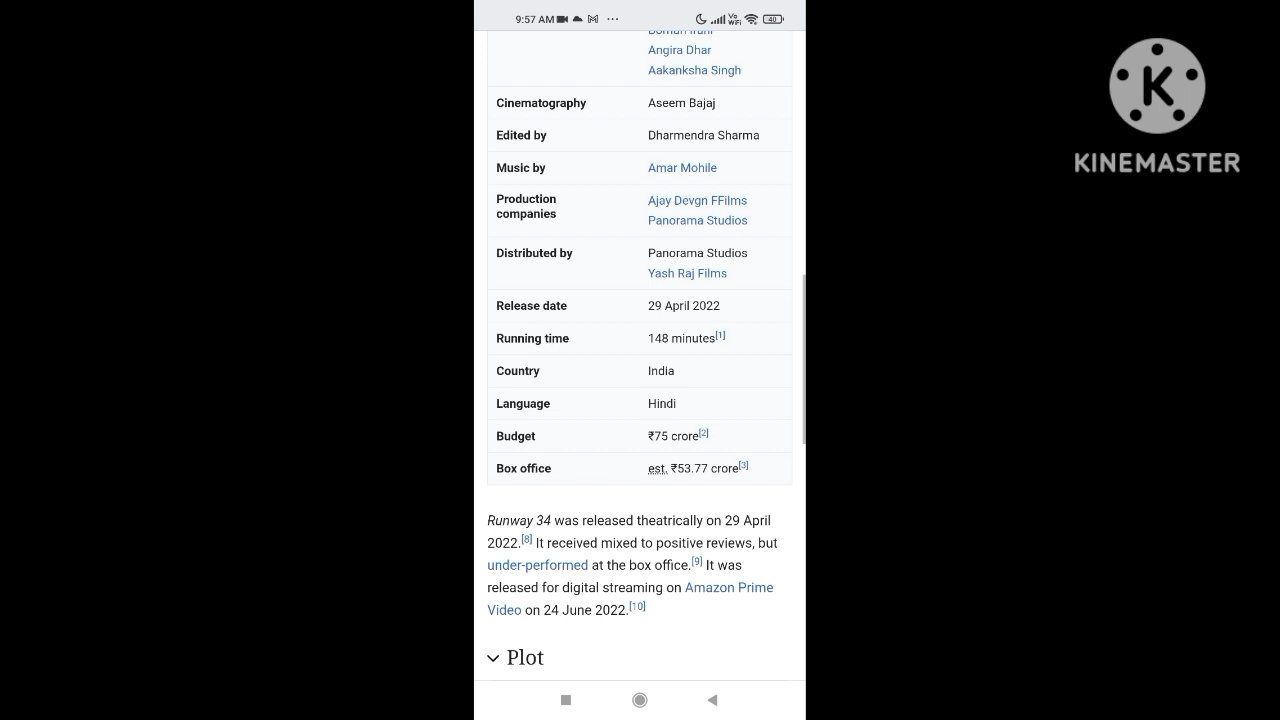 9:57 AM
Vo
WiFi
40
Boman Irani
Angira Dhar
Aakanksha Singh
Cinematography Aseem Bajaj
Edited by Dharmendra Sharma
Music by Amar Mohile
Production companies Ajay Devgn FFilms
Panorama Studios
Distributed by Panorama Studios
Yash Raj Films
Release date 29 April 2022
Running time 148 minutes[1]
Country India
Language Hindi
Budget ₹75 crore[2]
Box office est. ₹53.77 crore[3]
Runway 34 was released theatrically on 29 April
2022.[8] It received mixed to positive reviews, but
under-performed at the box office.[9] It was
released for digital streaming on Amazon Prime
Video on 24 June 2022.[10]
Plot
K
KINEMASTER